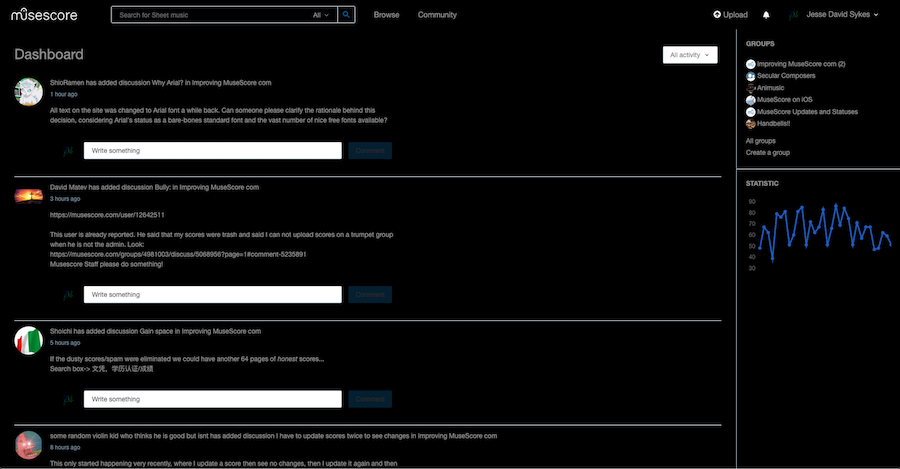 musescore
Search for Sheet music
All
Browse
Community
Upload
Jesse David Sykes
Dashboard
All activity
ShioRamen has added discussion Why Arial? in Improving MuseScore com
1 hour ago
All text on the site was changed to Arial font a while back. Can someone please clarify the rationale behind this
decision, considering Arial's status as a bare-bones standard font and the vast number of nice free fonts available?
Write something
Comment
David Matev has added discussion Bully: in Improving MuseScore com
3 hours ago
https://musescore.com/user/12642511
This user is already reported. He said that my scores were trash and said I can not upload scores on a trumpet group
when he is not the admin. Look:
https://musescore.com/groups/4981003/discuss/5068956?page=1#comment-5235891
Musescore Staff please do something!
Write something
Comment
Shoichi has added discussion Gain space in Improving MuseScore com
5 hours ago
If the dusty scores/spam were eliminated we could have another 64 pages of honest scores...
Search box-> 文凭，学历认证/成绩
Write something
Comment
some random violin kid who thinks he is good but isnt has added discussion I have to update scores twice to see changes in Improving MuseScore com
8 hours ago
This only started happening very recently, where I update a score then see no changes, then I update it again and then
GROUPS
Improving MuseScore com (2)
Secular Composers
Animusic
MuseScore on iOS
MuseScore Updates and Statuses
Handbells!!
All groups
Create a group
STATISTIC
90
80
70
60
50
40
30